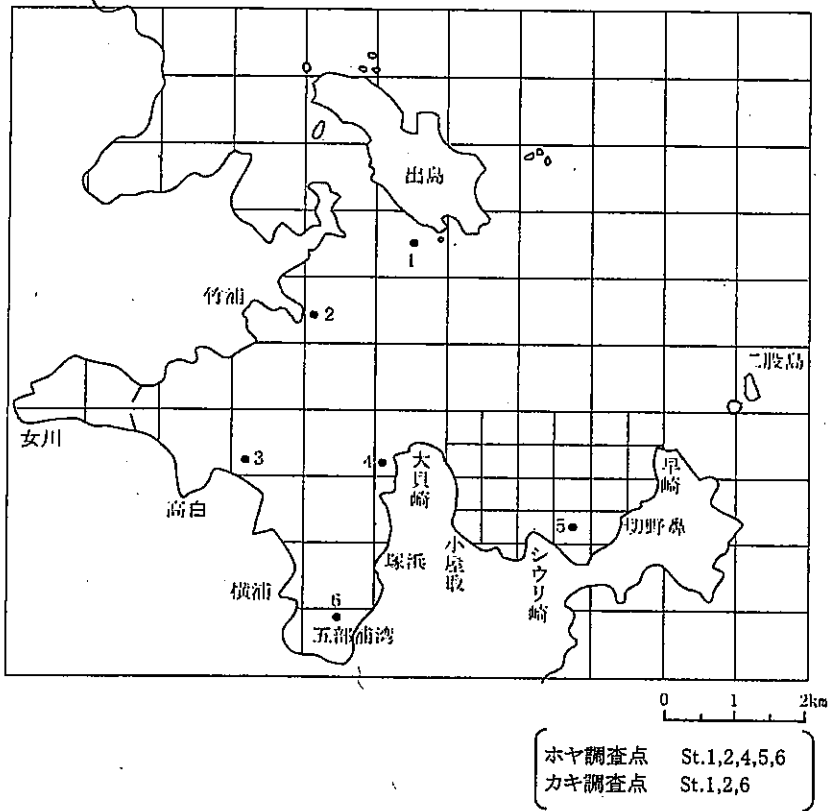 出島
1
竹浦
2
二股島
女川
3
4
大貝崎
早崎
高白
5
切野鼻
塚浜
小屋取
シウリ崎
横浦
6
五部浦湾
0 1 2km
ホヤ調査点 St.1,2,4,5,6
カキ調査点 St.1,2,6